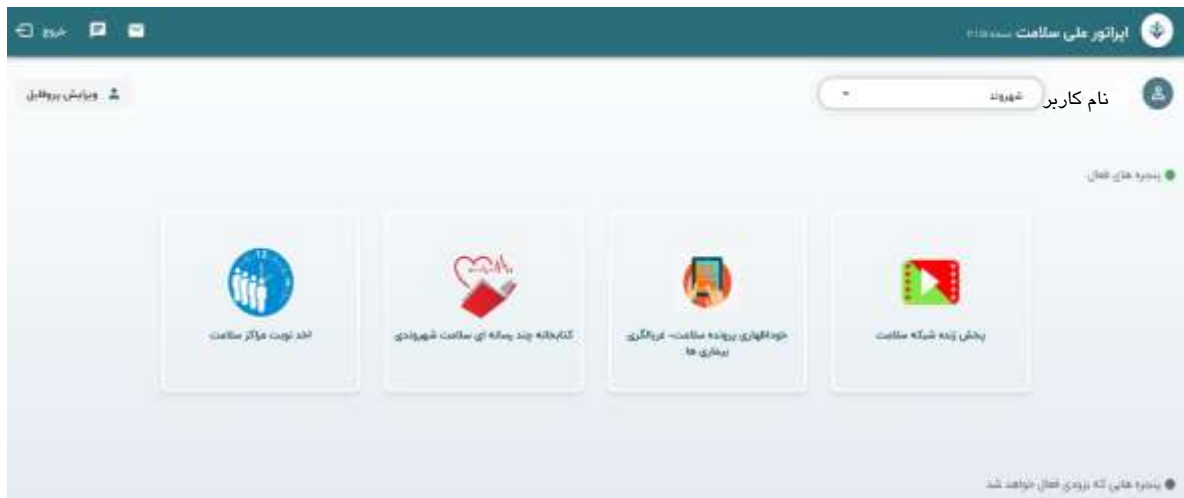 اپراتور ملی سلامت
خروج
نام کاربر
شهروند
ویرایش پروفایل
پنجره های فعال
پخش زنده شبکه سلامت
خوداظهاری پرونده سلامت- غربالگری
بیماری ها
کتابخانه چند رسانه ای سلامت شهروندی
اخذ نوبت مراکز سلامت
پنجره هایی که بزودی فعال خواهد شد